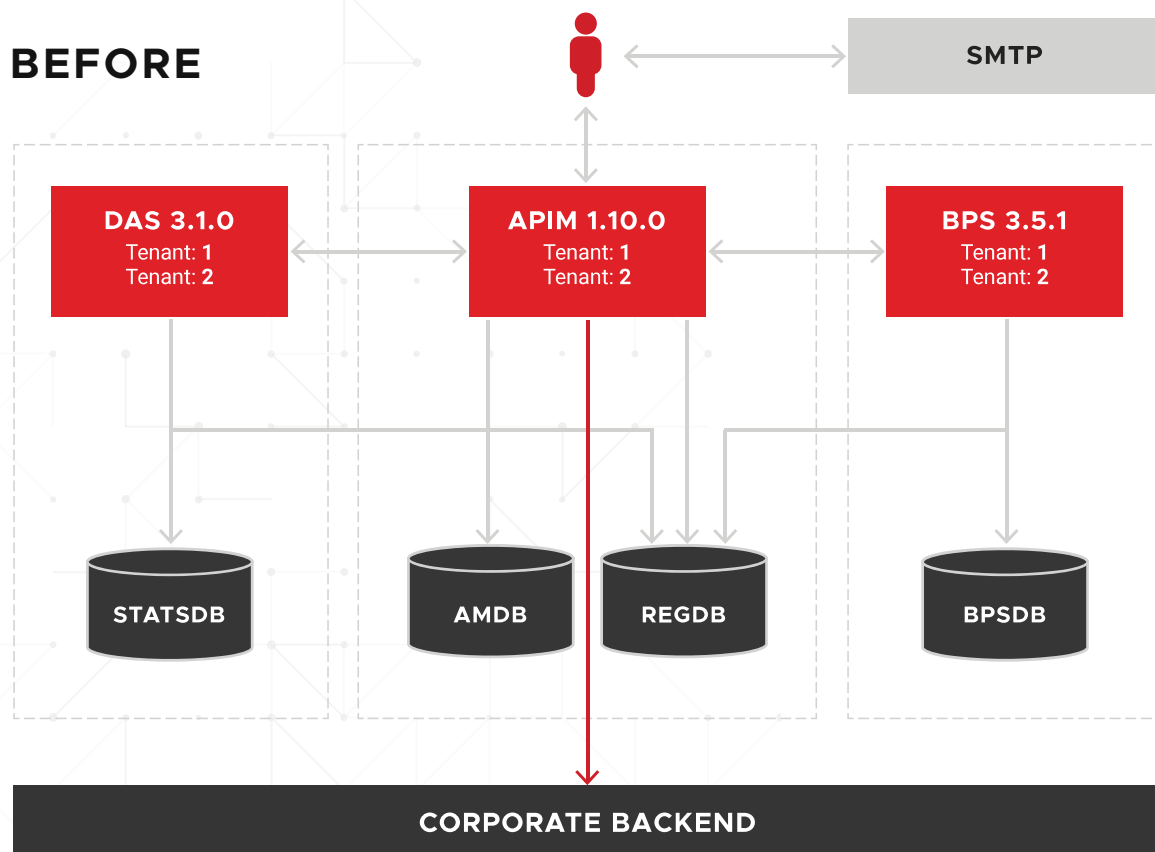 BEFORE
SMTP
DAS 3.1.0
Tenant: 1
Tenant: 2
APIM 1.10.0
Tenant: 1
Tenant: 2
BPS 3.5.1
Tenant: 1
Tenant: 2
STATSDB
AMDB
REGDB
BPSDB
CORPORATE BACKEND